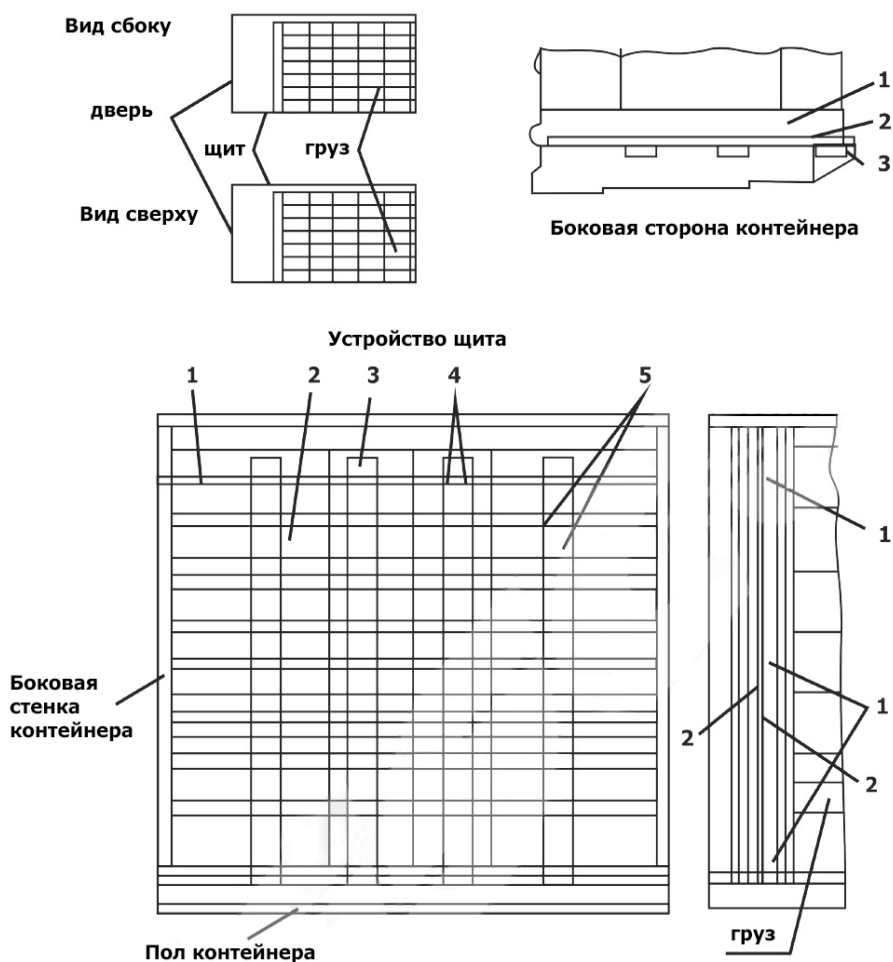 Вид сбоку
дверь
щит
груз
Вид сверху
1
2
3
Боковая сторона контейнера
Устройство щита
1
2
3
4
5
1
Боковая
стенка
контейнера
2
1
2
груз
Пол контейнера